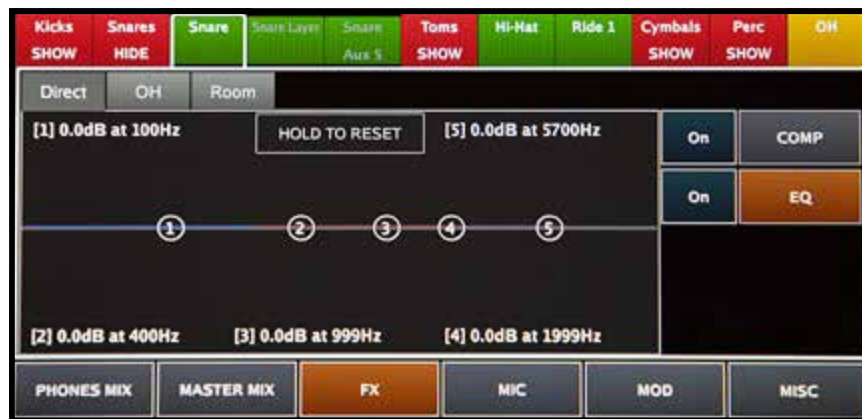 Kicks Snares Snare Snare Layer Snare Toms Hi-Hat Ride 1 Cymbals Perc OH
SHOW HIDE Aux S SHOW SHOW SHOW
Direct OH Room
[1] 0.0dB at 100Hz HOLD TO RESET [5] 0.0dB at 5700Hz On COMP
On EQ
1 2 3 4 5
[2] 0.0dB at 400Hz [3] 0.0dB at 999Hz [4] 0.0dB at 1999Hz
PHONES MIX MASTER MIX FX MIC MOD MISC